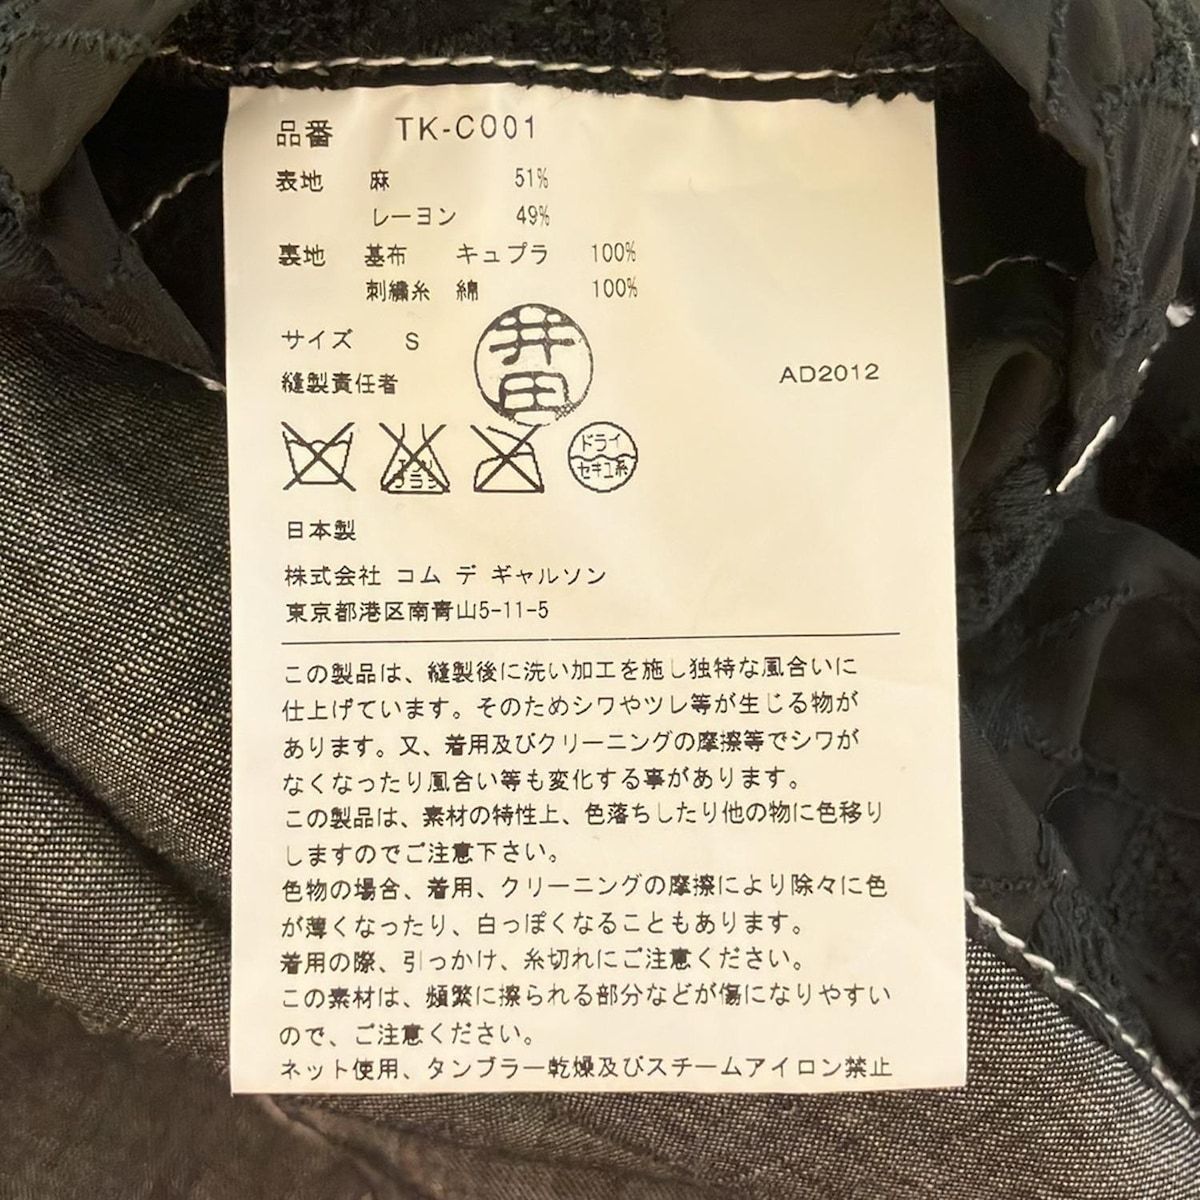 品番 TK-C001
表地 麻 51%
レーヨン 49%
裏地 基布 キュプラ 100%
刺繍糸 綿 100%
サイズ S
井田
縫製責任者
AD2012
エンソ
ブラサ
ドライ
セキユ系
日本製
株式会社 コム デ ギャルソン
東京都港区南青山5-11-5
この製品は、縫製後に洗い加工を施し独特な風合いに
仕上げています。そのためシワやツレ等が生じる物が
あります。又、着用及びクリーニングの摩擦等でシワが
なくなったり風合い等も変化する事があります。
この製品は、素材の特性上、色落ちしたり他の物に色移り
しますのでご注意下さい。
色物の場合、着用、クリーニングの摩擦により除々に色
が薄くなったり、白っぽくなることもあります。
着用の際、引っかけ、糸切れにご注意ください。
この素材は、頻繁に擦られる部分などが傷になりやすい
ので、ご注意ください。
ネット使用、タンブラー乾燥及びスチームアイロン禁止